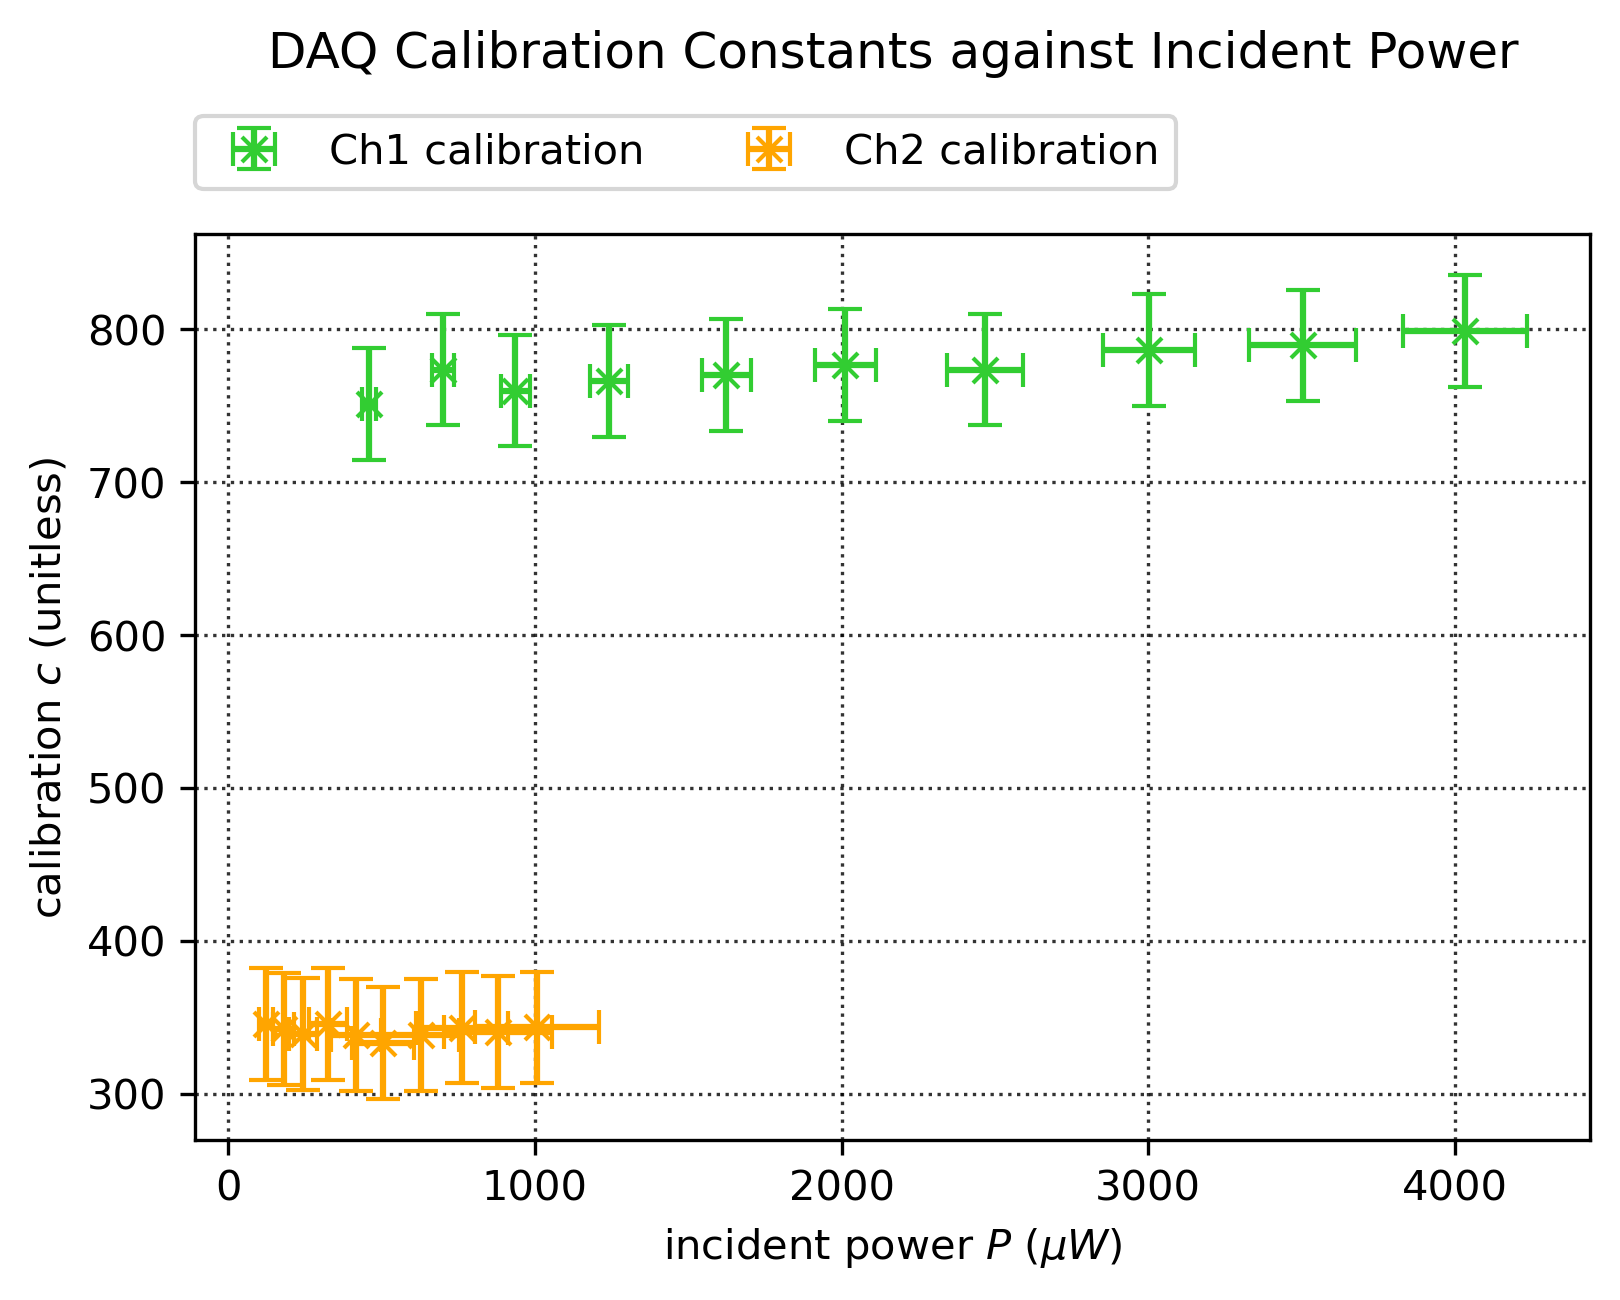 DAQ Calibration Constants against Incident Power
Ch1 calibration Ch2 calibration
800
700
600
500
400
300
calibration c (unitless)
0 1000 2000 3000 4000
incident power P (μW)